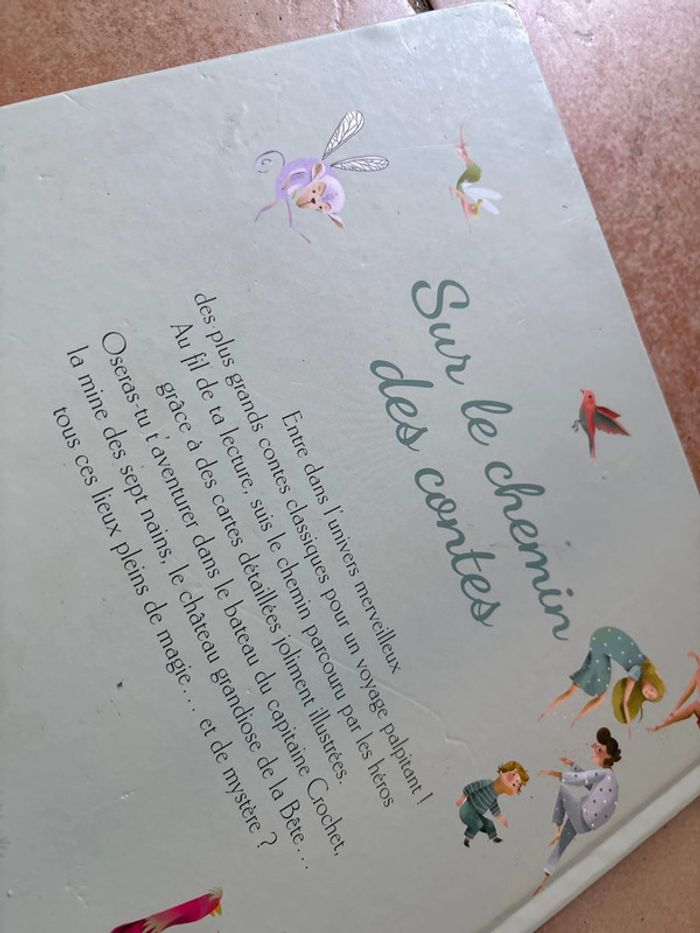 Sur le chemin
des contes
Entre dans l'univers merveilleux
des plus grands contes classiques pour un voyage palpitant !
Au fil de ta lecture, suis le chemin parcouru par les héros
grâce à des cartes détaillées joliment illustrées.
Oseras-tu t'aventurer dans le bateau du capitaine Crochet,
la mine des sept nains, le château grandiose de la Bête...
tous ces lieux pleins de magie... et de mystère ?